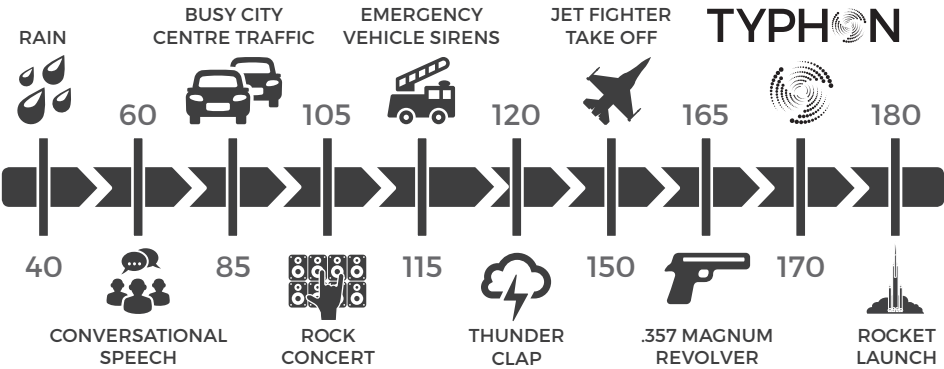 BUSY CITY
CENTRE TRAFFIC
EMERGENCY
VEHICLE SIRENS
JET FIGHTER
TAKE OFF
TYPHON
RAIN
60
105
120
165
180
40
85
115
150
170
CONVERSATIONAL
SPEECH
ROCK
CONCERT
THUNDER
CLAP
.357 MAGNUM
REVOLVER
ROCKET
LAUNCH